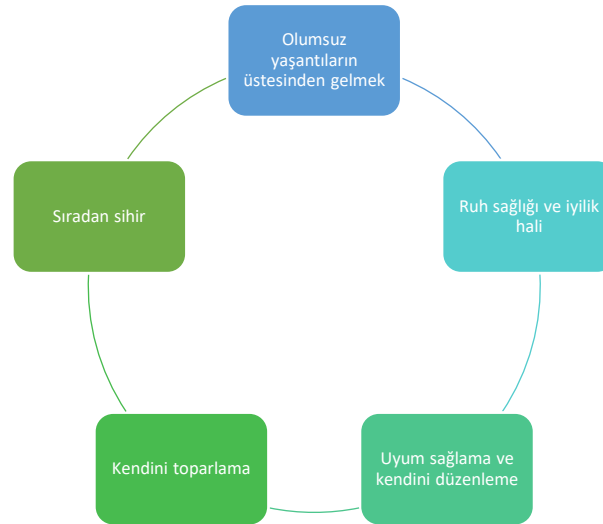 Olumsuz
yaşantıların
üstesinden gelmek
Ruh sağlığı ve iyilik
hali
Uyum sağlama ve
kendini düzenleme
Kendini toparlama
Sıradan sihir